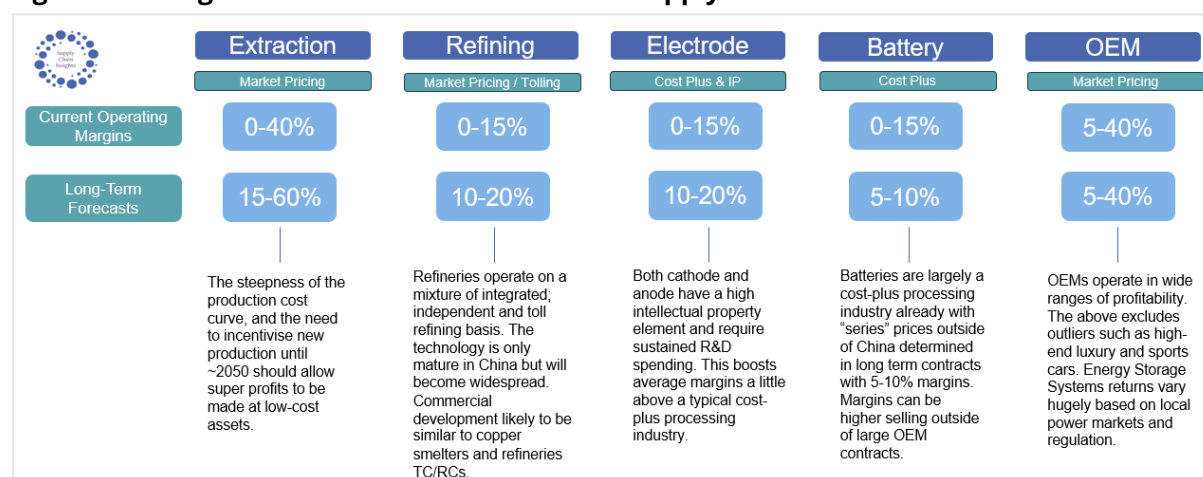 Supply
Chain
Insights
Extraction
Refining
Electrode
Battery
OEM
Market Pricing
Market Pricing / Tolling
Cost Plus & IP
Cost Plus
Market Pricing
Current Operating
Margins
0-40%
0-15%
0-15%
0-15%
5-40%
Long-Term
Forecasts
15-60%
10-20%
10-20%
5-10%
5-40%
The steepness of the
production cost
curve, and the need
to incentivise new
production until
~2050 should allow
super profits to be
made at low-cost
assets.
Refineries operate on a
mixture of integrated;
independent and toll
refining basis. The
technology is only
mature in China but will
become widespread.
Commercial
development likely to be
similar to copper
smelters and refineries
TC/RCs.
Both cathode and
anode have a high
intellectual property
element and require
sustained R&D
spending. This boosts
average margins a little
above a typical cost-
plus processing
industry.
Batteries are largely a
cost-plus processing
industry already with
“series” prices outside
of China determined
in long term contracts
with 5-10% margins.
Margins can be
higher selling outside
of large OEM
contracts.
OEMs operate in wide
ranges of profitability.
The above excludes
outliers such as high-
end luxury and sports
cars. Energy Storage
Systems returns vary
hugely based on local
power markets and
regulation.